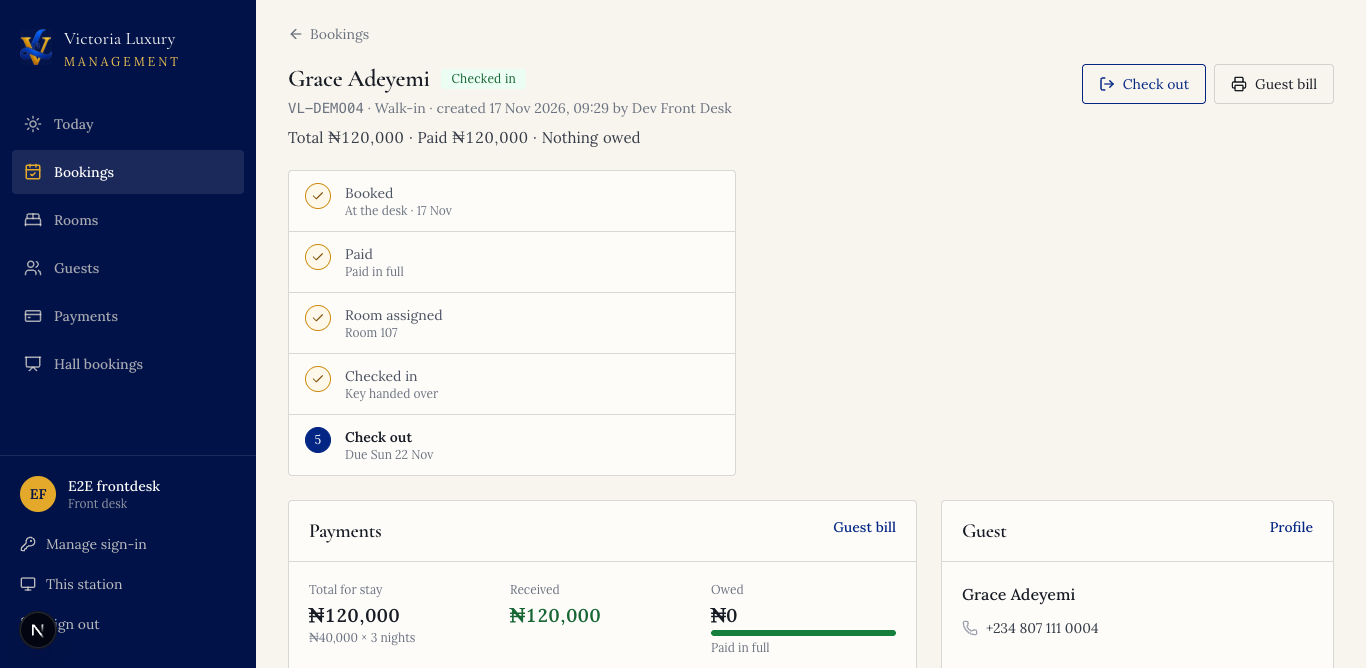 Victoria Luxury
MANAGEMENT
Today
Bookings
Rooms
Guests
Payments
Hall bookings
EF
E2E frontdesk
Front desk
Manage sign-in
This station
N
gn out
Bookings
Grace Adeyemi
Checked in
Check out
Guest bill
VL-DEMO04 · Walk-in · created 17 Nov 2026, 09:29 by Dev Front Desk
Total ₦120,000 · Paid ₦120,000 · Nothing owed
Booked
At the desk · 17 Nov
Paid
Paid in full
Room assigned
Room 107
Checked in
Key handed over
5
Check out
Due Sun 22 Nov
Payments
Guest bill
Total for stay
₦120,000
₦40,000 × 3 nights
Received
₦120,000
Owed
₦0
Paid in full
Guest
Profile
Grace Adeyemi
+234 807 111 0004